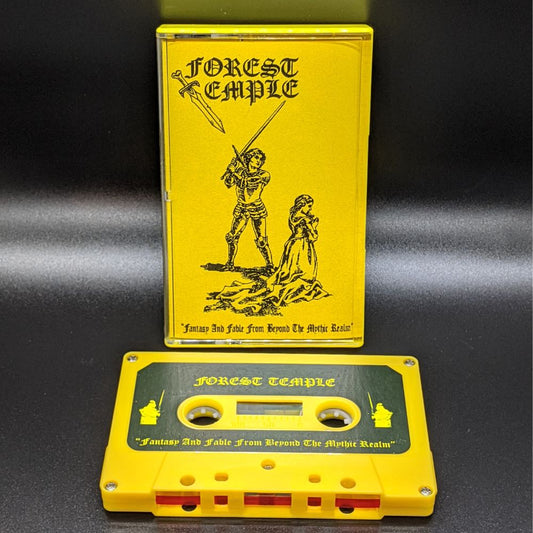 FOREST
TEMPLE
"Fantasy And Fable From Beyond The Mythic Realm"
FOREST TEMPLE
"Fantasy And Fable From Beyond The Mythic Realm"